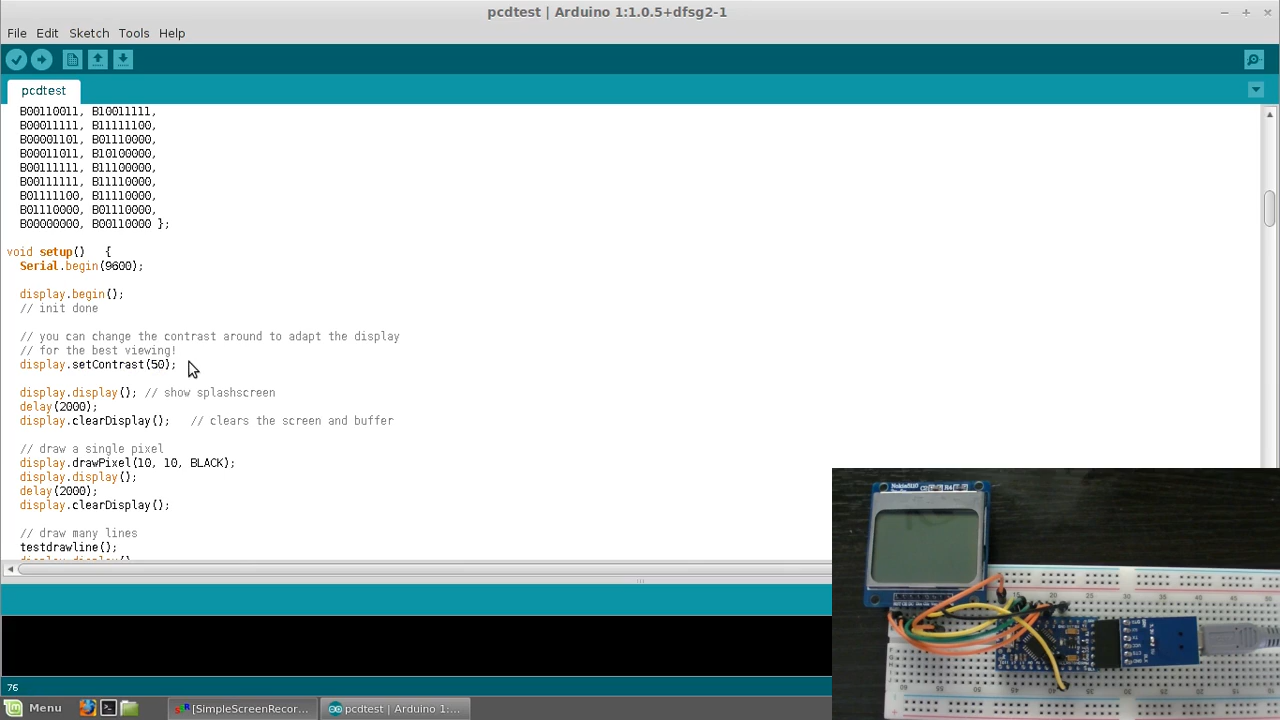 pcdtest | Arduino 1:1.0.5+dfsg2-1
File Edit Sketch Tools Help
pcdtest
B00110011, B10011111,
B00011111, B11111100,
B00001101, B01110000,
B00011011, B10100000,
B00111111, B11100000,
B00111111, B11110000,
B01111100, B11110000,
B01110000, B01110000,
B00000000, B00110000 };
void setup() {
Serial.begin(9600);
display.begin();
// init done
// you can change the contrast around to adapt the display
// for the best viewing!
display.setContrast(50);
display.display(); // show splashscreen
delay(2000);
display.clearDisplay(); // clears the screen and buffer
// draw a single pixel
display.drawPixel(10, 10, BLACK);
display.display();
delay(2000);
display.clearDisplay();
// draw many lines
testdrawline();
display.display();
76
Menu
[SimpleScreenRecor...
pcdtest | Arduino 1:...